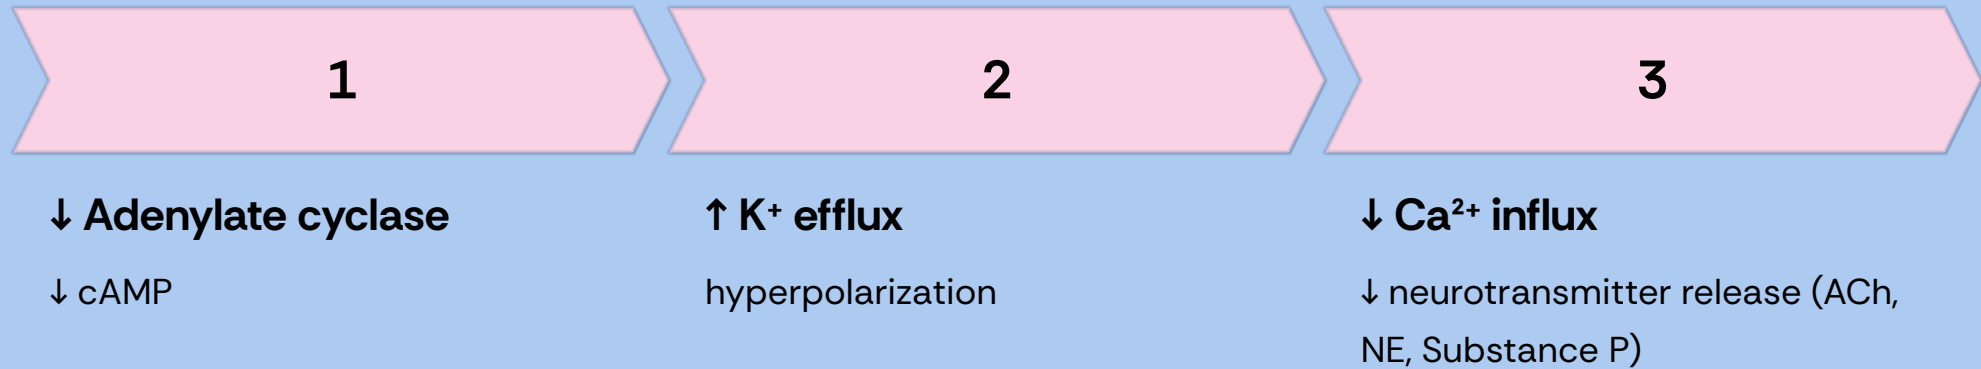 1
2
3
↓ Adenylate cyclase
↑ K⁺ efflux
↓ Ca²⁺ influx
↓ cAMP
hyperpolarization
↓ neurotransmitter release (ACh,
NE, Substance P)